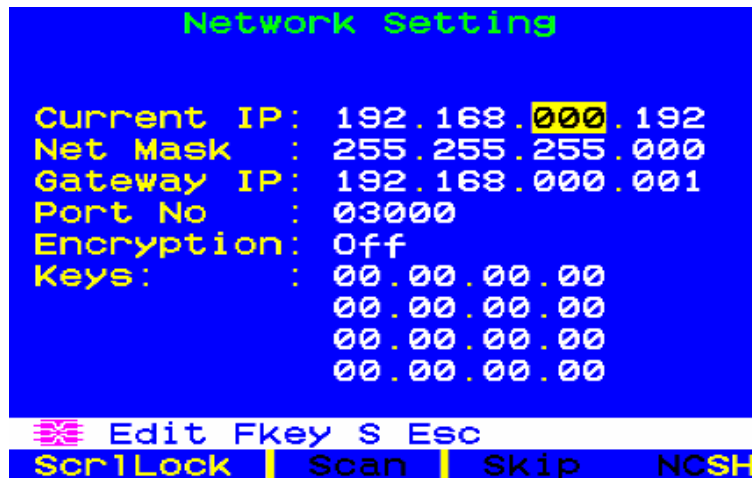 Network Setting
Current IP: 192.168.000.192
Net Mask : 255.255.255.000
Gateway IP: 192.168.000.001
Port No : 03000
Encryption: Off
Keys: : 00.00.00.00
00.00.00.00
00.00.00.00
00.00.00.00
Edit Fkey S Esc
ScrlLock Scan Skip NCSH